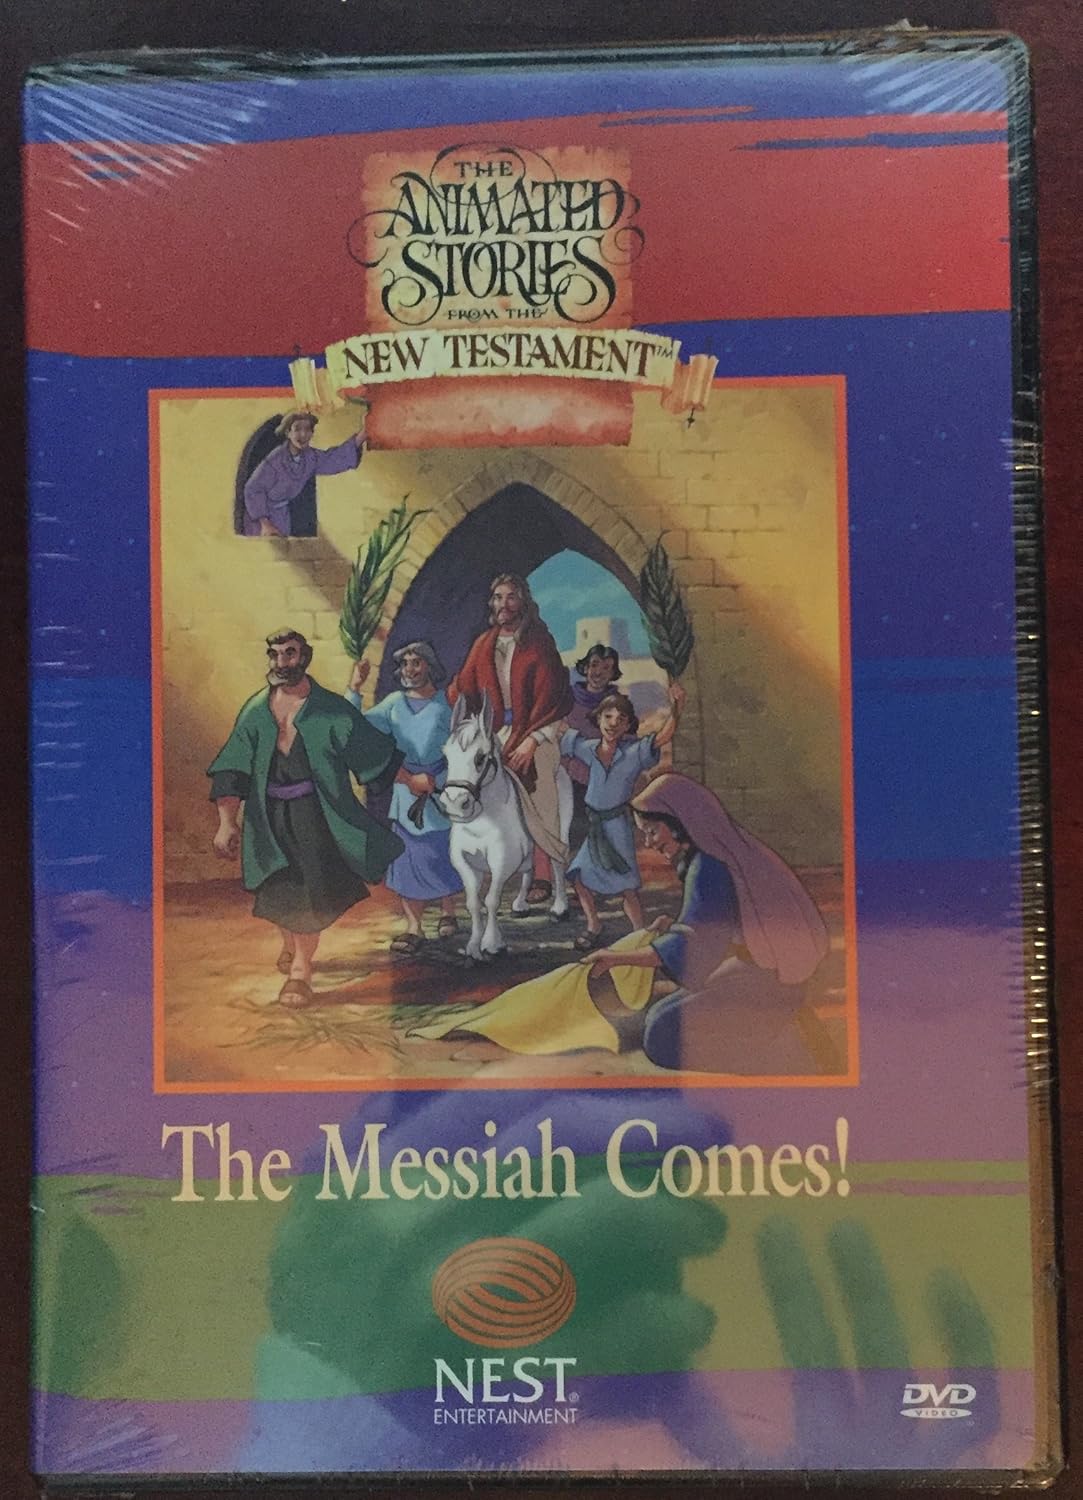 THE
ANIMATED
STORIES
FROM THE
NEW TESTAMENT™
The Messiah Comes!
NEST®
ENTERTAINMENT
DVD
VIDEO